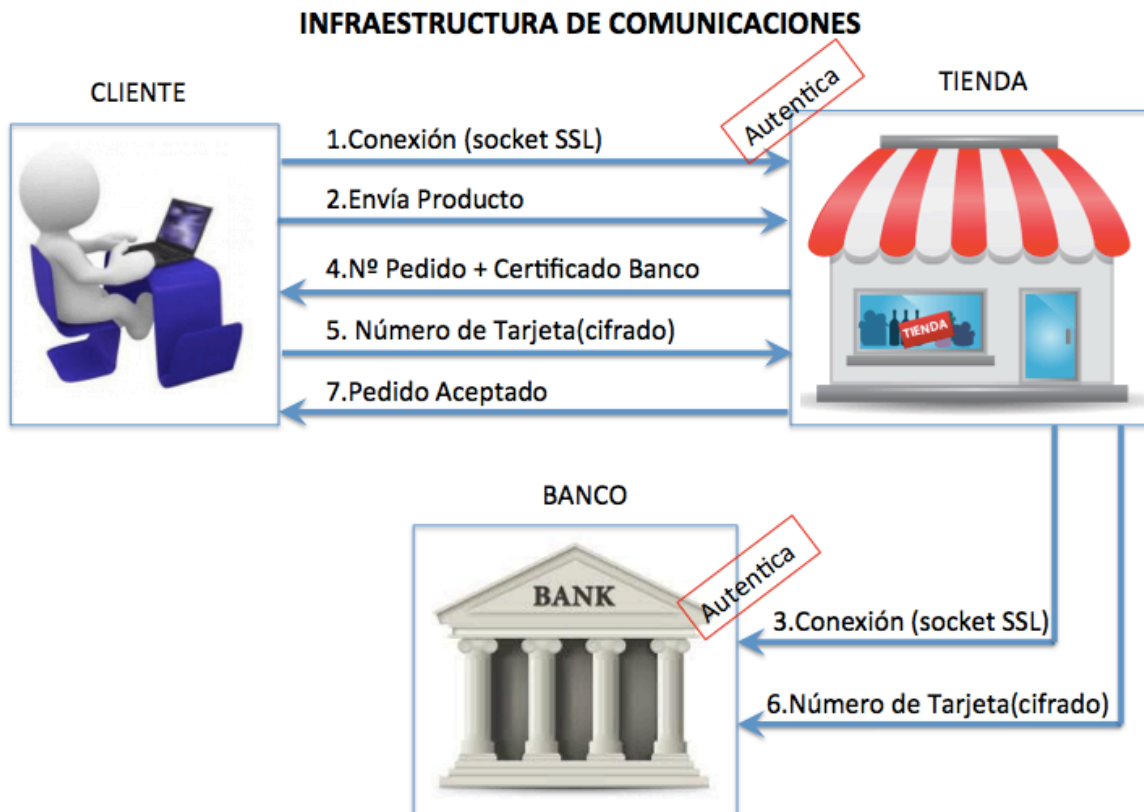 INFRAESTRUCTURA DE COMUNICACIONES
CLIENTE
TIENDA
Autentica
1.Conexión (socket SSL)
2.Envía Producto
4.Nº Pedido + Certificado Banco
5. Número de Tarjeta(cifrado)
7.Pedido Aceptado
TIENDA
BANCO
BANK
Autentica
3.Conexión (socket SSL)
6.Número de Tarjeta(cifrado)